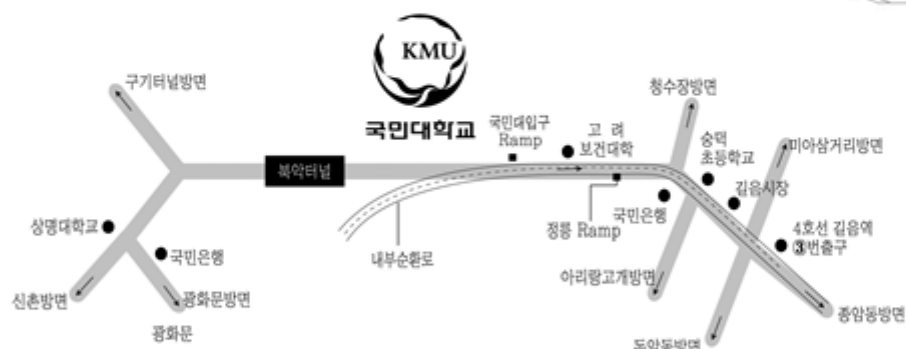 KMU
국민대학교
구기터널방면
북악터널
국민대입구
Ramp
고 려
보건대학
청수장방면
숭덕
초등학교
미아삼거리방면
길음시장
상명대학교
국민은행
내부순환로
정릉 Ramp
국민은행
4호선 길음역
③번출구
신촌방면
광화문방면
광화문
아리랑고개방면
종암동방면
돈암동방면